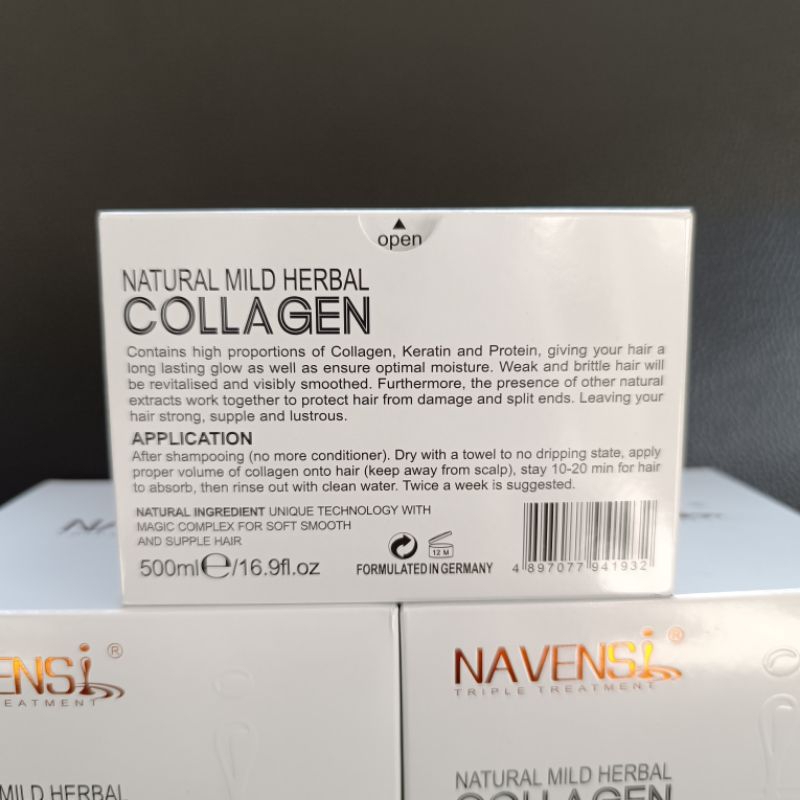 open
NATURAL MILD HERBAL
COLLAGEN
Contains high proportions of Collagen, Keratin and Protein, giving your hair a
long lasting glow as well as ensure optimal moisture. Weak and brittle hair will
be revitalised and visibly smoothed. Furthermore, the presence of other natural
extracts work together to protect hair from damage and split ends. Leaving your
hair strong, supple and lustrous.
APPLICATION
After shampooing (no more conditioner). Dry with a towel to no dripping state, apply
proper volume of collagen onto hair (keep away from scalp), stay 10-20 min for hair
to absorb, then rinse out with clean water. Twice a week is suggested.
NATURAL INGREDIENT UNIQUE TECHNOLOGY WITH
MAGIC COMPLEX FOR SOFT SMOOTH
AND SUPPLE HAIR
500ml℮/16.9fl.oz
12 M
FORMULATED IN GERMANY
4 897077 941932
ENSi®
EATMENT
MILD HERBAL
NAVENSi®
TRIPLE TREATMENT
NATURAL MILD HERBAL
COLLAGEN